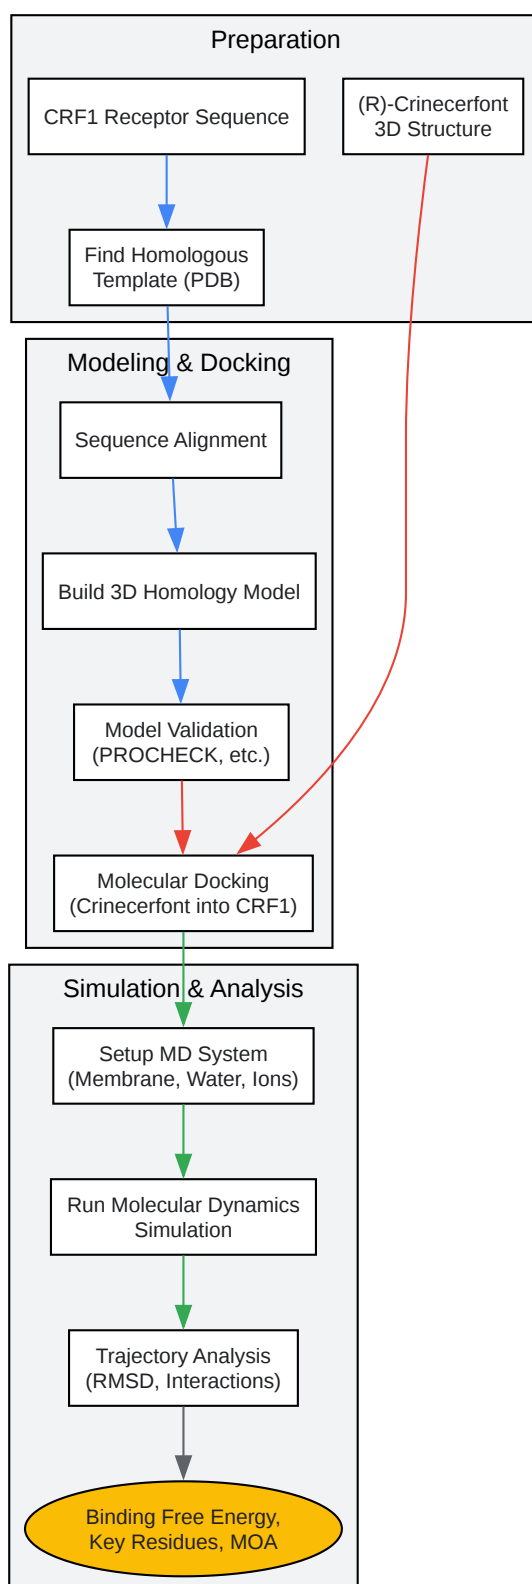 Preparation
CRF1 Receptor Sequence
(R)-Crinecerfont
3D Structure
Find Homologous
Template (PDB)
Modeling & Docking
Sequence Alignment
Build 3D Homology Model
Model Validation
(PROCHECK, etc.)
Molecular Docking
(Crinecerfont into CRF1)
Simulation & Analysis
Setup MD System
(Membrane, Water, Ions)
Run Molecular Dynamics
Simulation
Trajectory Analysis
(RMSD, Interactions)
Binding Free Energy,
Key Residues, MOA